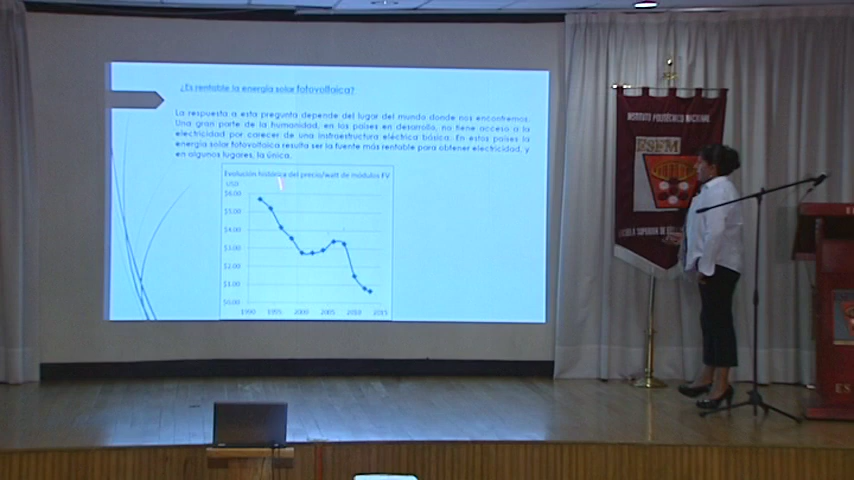 ¿Es rentable la energía solar fotovoltaica?
La respuesta a esta pregunta depende del lugar del mundo donde nos encontremos.
Una gran parte de la humanidad, en los países en desarrollo, no tiene acceso a la
electricidad por carecer de una infraestructura eléctrica básica. En estos países la
energía solar fotovoltaica resulta ser la fuente más rentable para obtener electricidad, y
en algunos lugares, la única.
Evolución histórica del precio/watt de módulos FV
USD
$6.00
$5.00
$4.00
$3.00
$2.00
$1.00
$0.00
1990 1995 2000 2005 2010 2015
INSTITUTO POLITÉCNICO NACIONAL
ESFM
ESCUELA SUPERIOR DE